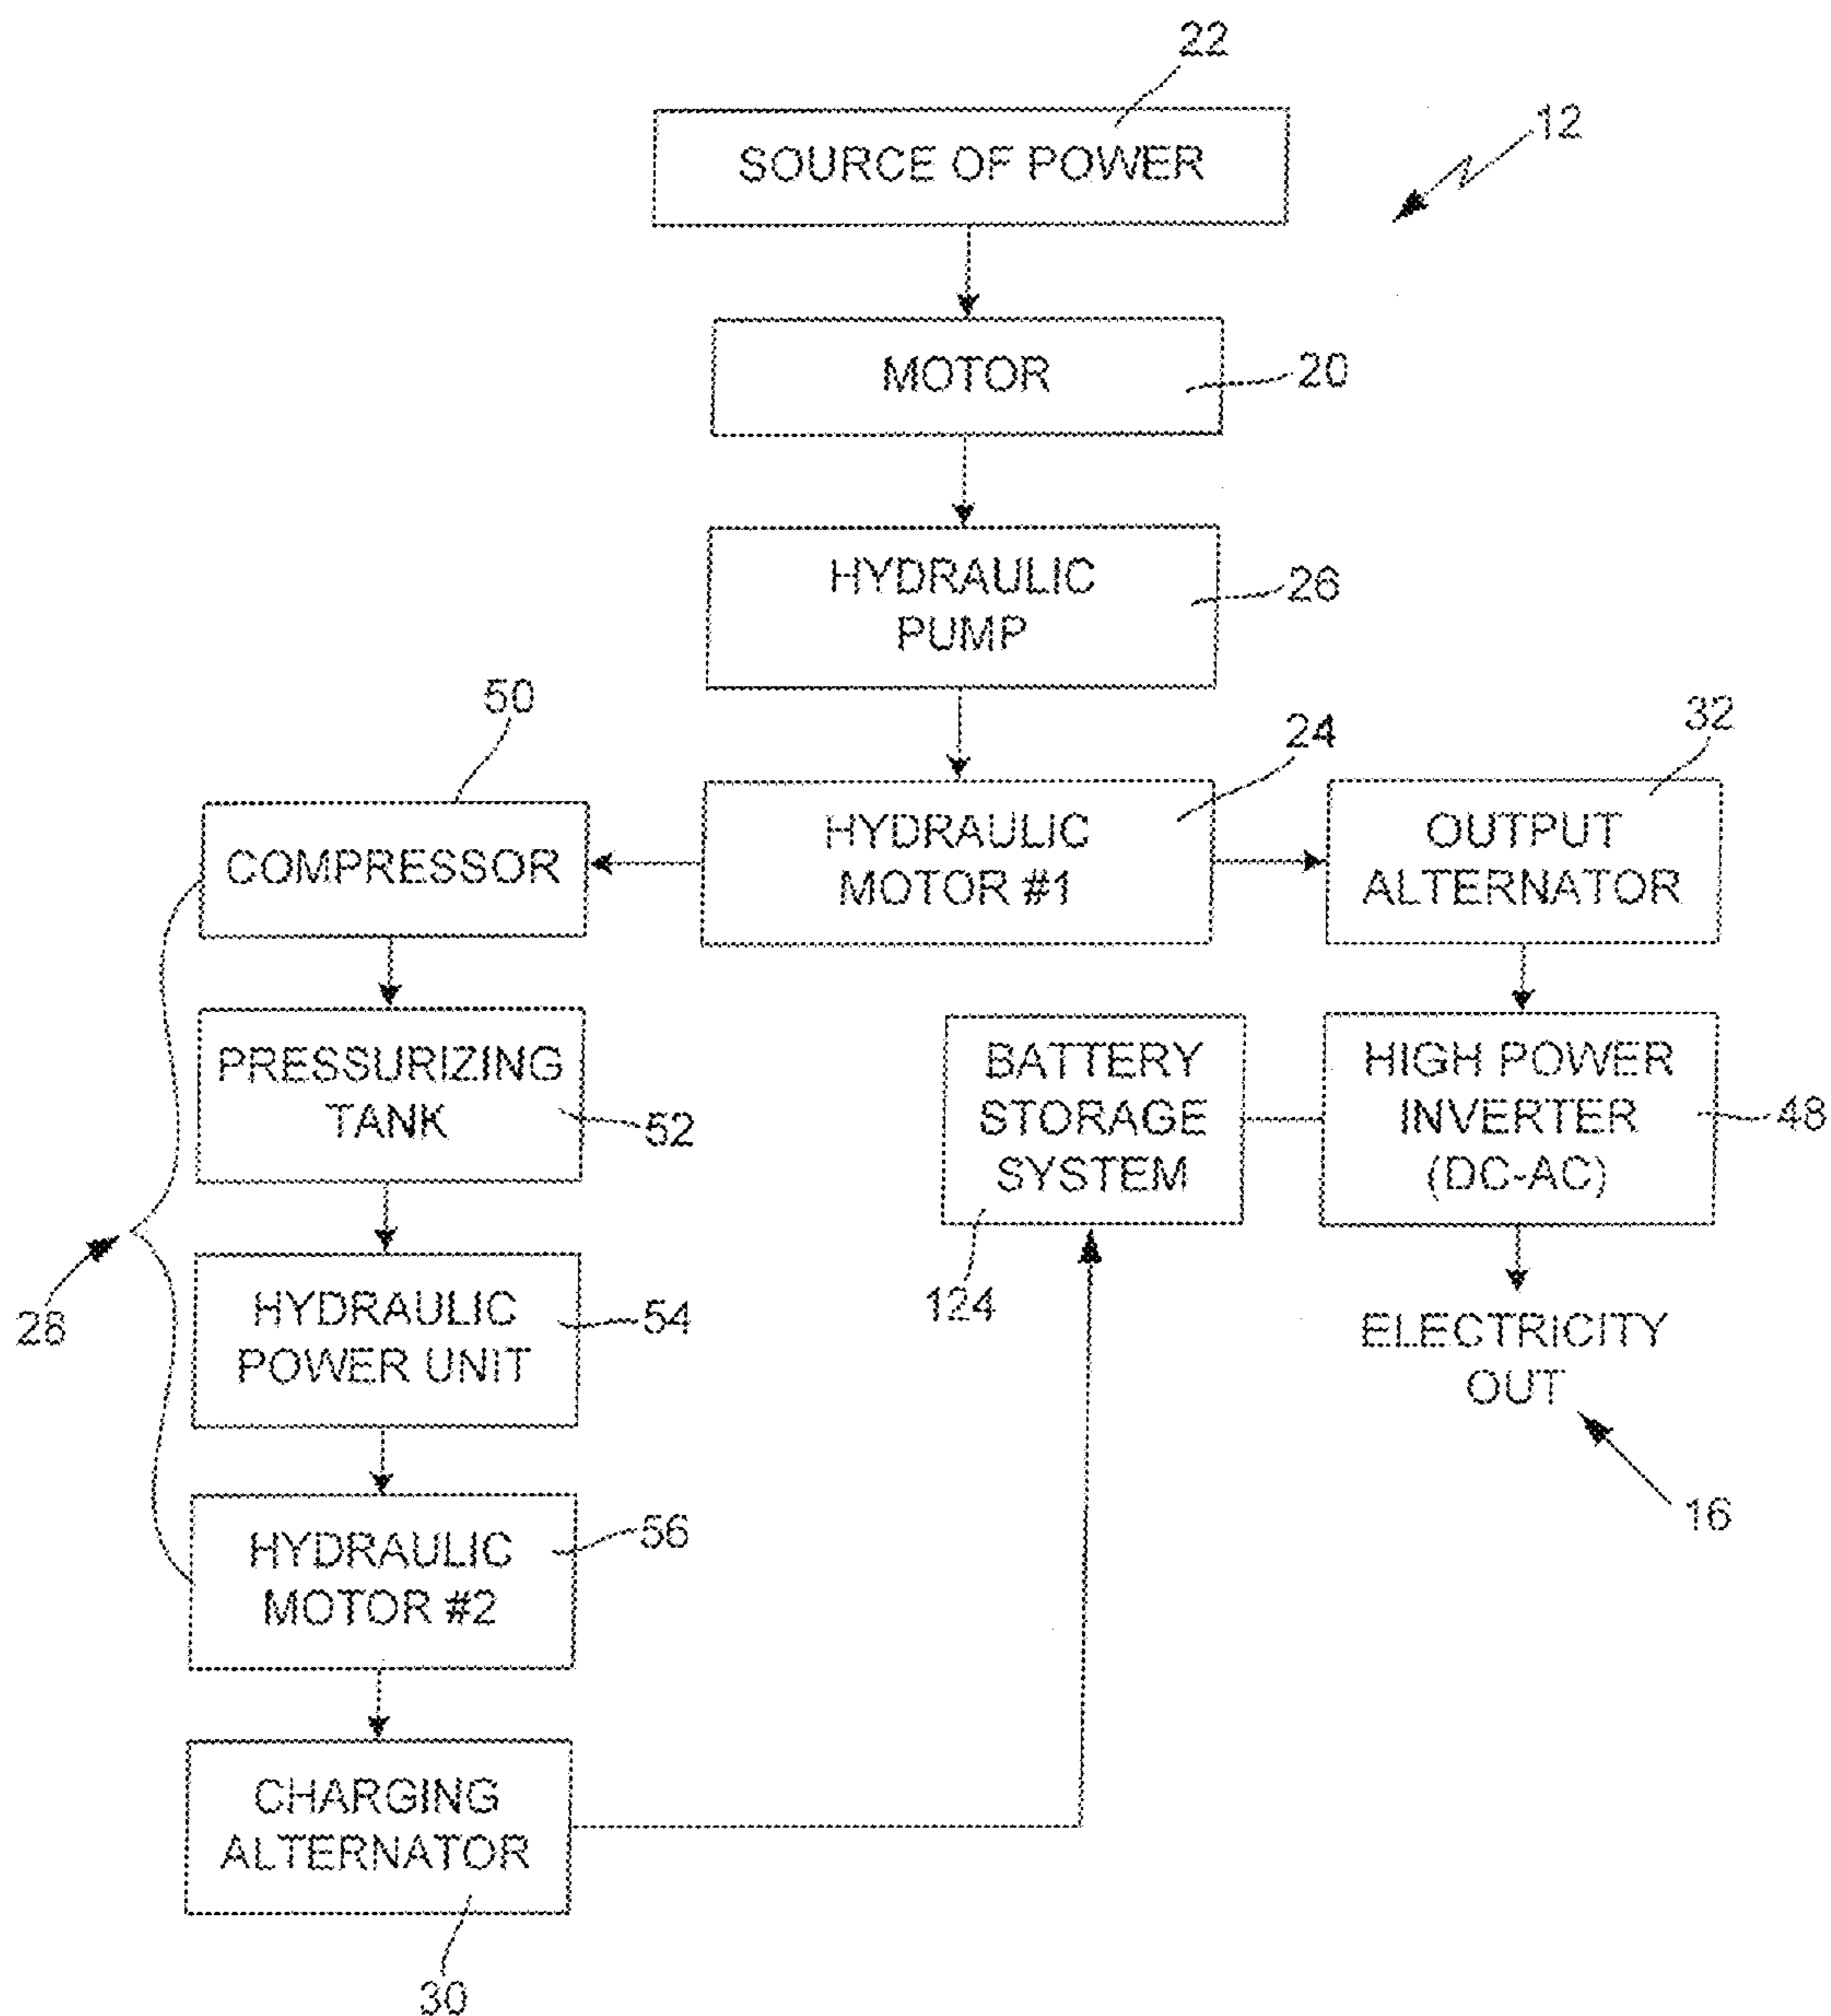 22
SOURCE OF POWER
12
MOTOR
20
HYDRAULIC
PUMP
26
50
24
32
COMPRESSOR
HYDRAULIC
MOTOR #1
OUTPUT
ALTERNATOR
PRESSURIZING
TANK
52
BATTERY
STORAGE
SYSTEM
124
HIGH POWER
INVERTER
(DC-AC)
48
28
HYDRAULIC
POWER UNIT
54
ELECTRICITY
OUT
16
HYDRAULIC
MOTOR #2
56
CHARGING
ALTERNATOR
30